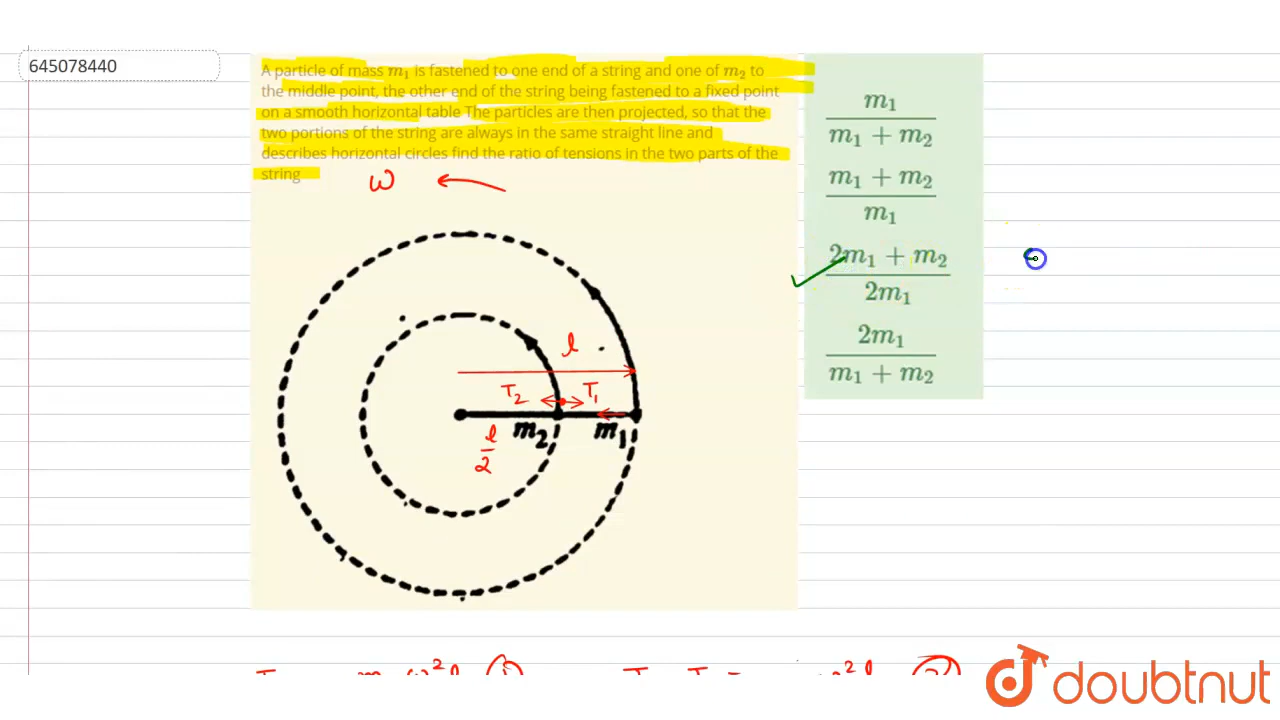 645078440
A particle of mass m₁ is fastened to one end of a string and one of m₂ to
the middle point, the other end of the string being fastened to a fixed point
on a smooth horizontal table The particles are then projected, so that the
two portions of the string are always in the same straight line and
describes horizontal circles find the ratio of tensions in the two parts of the
string
ω
l
T₂ T₁
m₂ m₁
l/2
m₁/(m₁ + m₂)
(m₁ + m₂)/m₁
(2m₁ + m₂)/2m₁
2m₁/(m₁ + m₂)
doubtnut